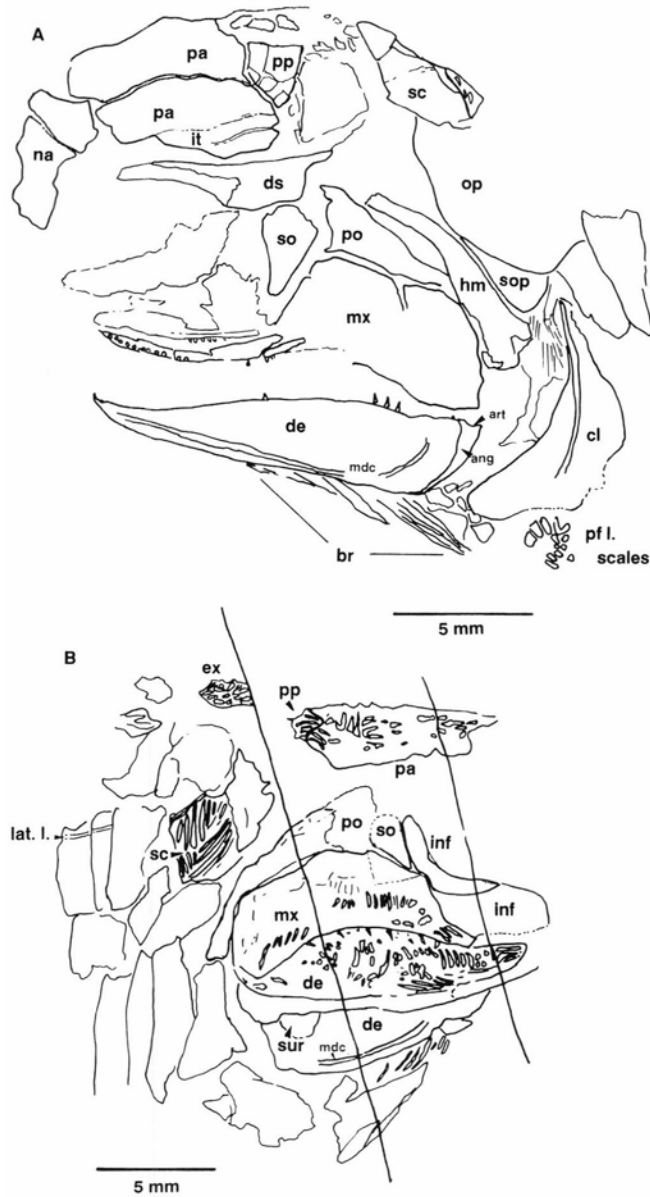 A
pa
pp
sc
pa
na
it
op
ds
so
po
sop
hm
mx
art
de
cl
mdc
ang
br
pf l.
scales
5 mm
B
ex
pp
pa
lat. l.
po
so
inf
sc
inf
mx
de
de
sur
mdc
5 mm